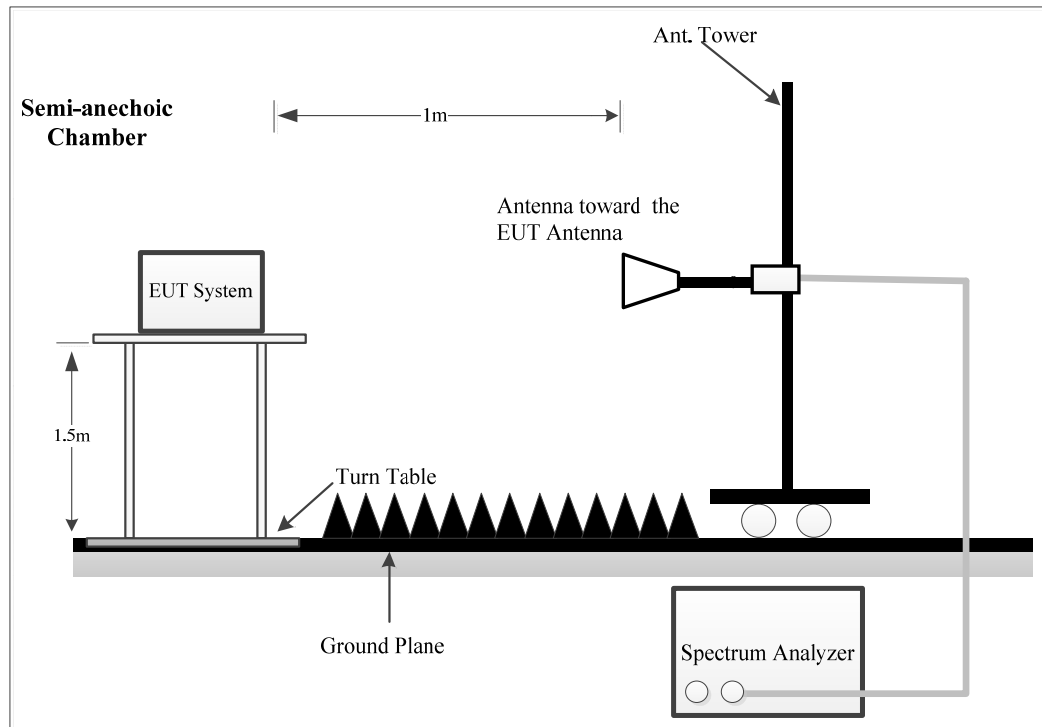 Ant. Tower
Semi-anechoic
Chamber
1m
Antenna toward the
EUT Antenna
EUT System
1.5m
Turn Table
Ground Plane
Spectrum Analyzer